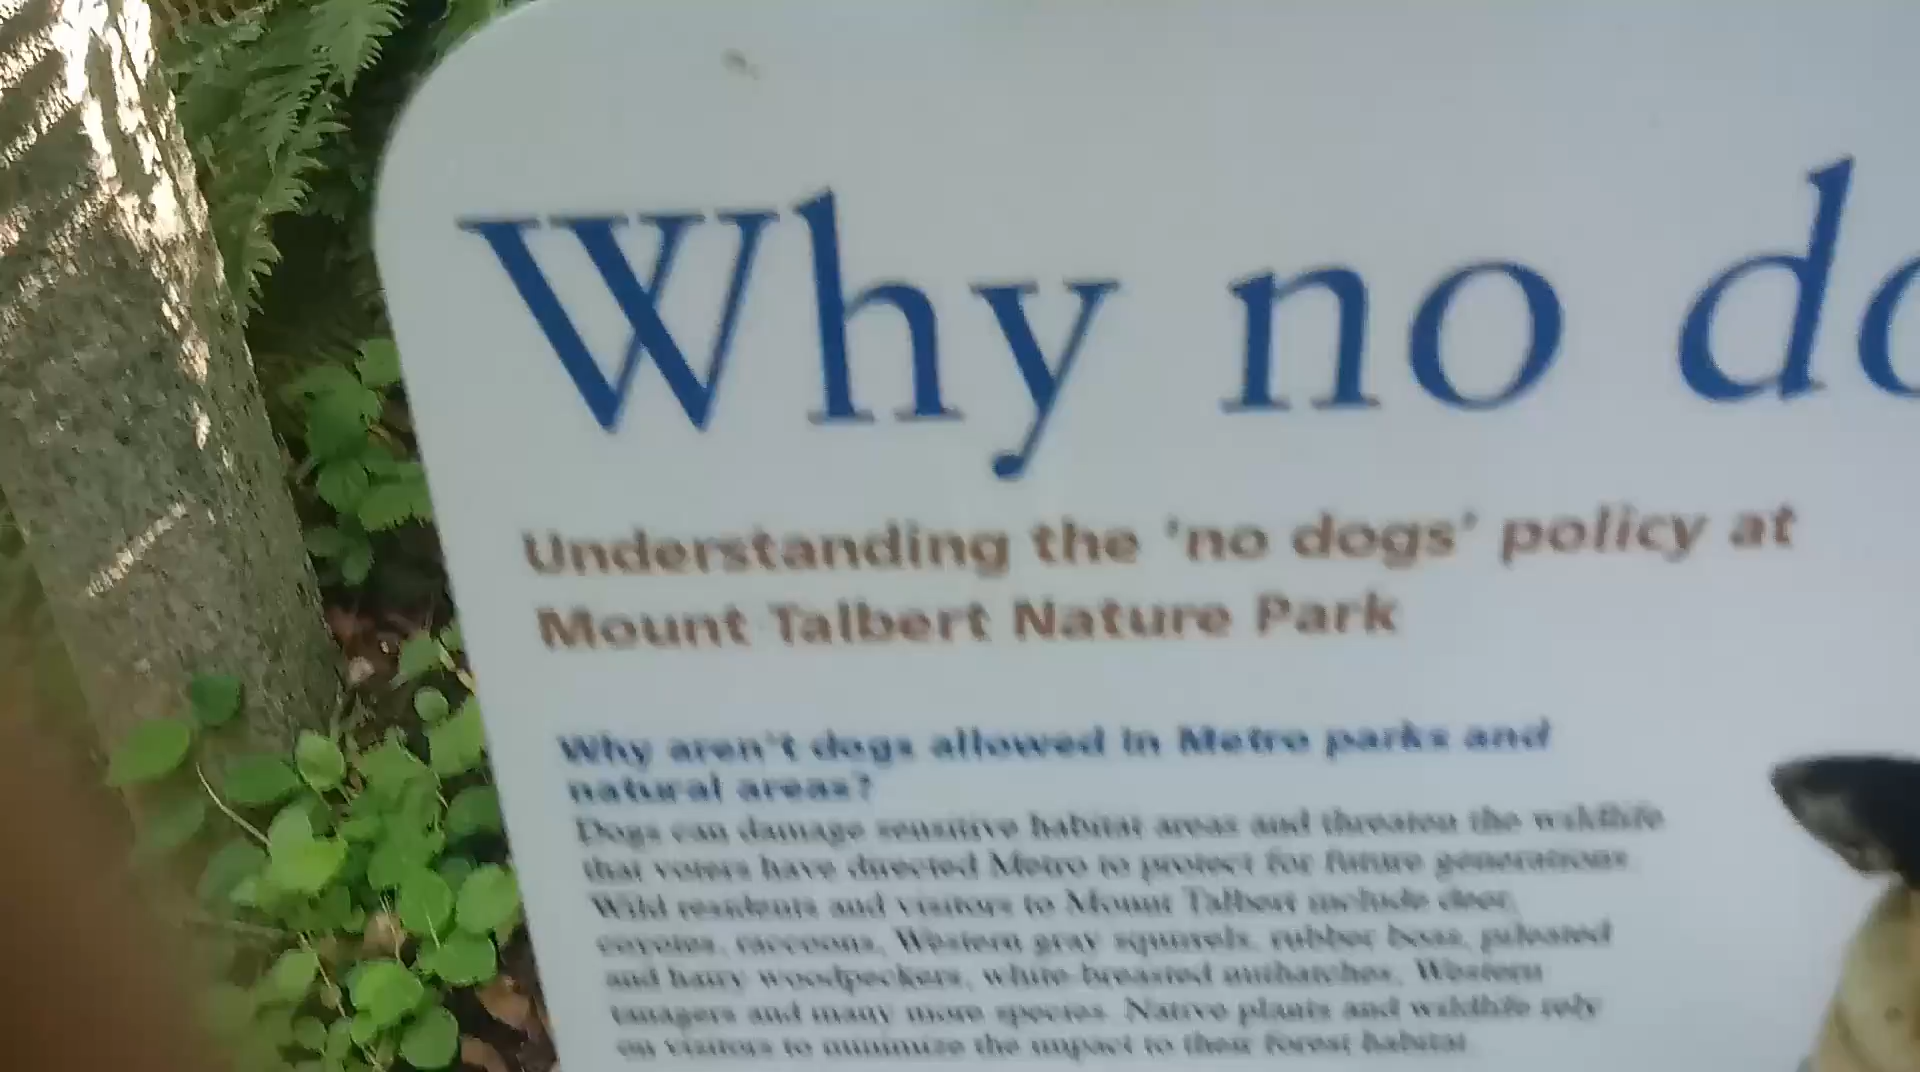 Why no do
Understanding the 'no dogs' policy at
Mount Talbert Nature Park
Why aren't dogs allowed in Metro parks and
natural areas?
Dogs can damage sensitive habitat areas and threaten the wildlife
that voters have directed Metro to protect for future generations.
Wild residents and visitors to Mount Talbert include deer,
coyotes, raccoons, Western gray squirrels, rubber boas, pileated
and hairy woodpeckers, white-breasted nuthatches, Western
tanagers and many more species. Native plants and wildlife rely
on visitors to minimize the impact to their forest habitat.